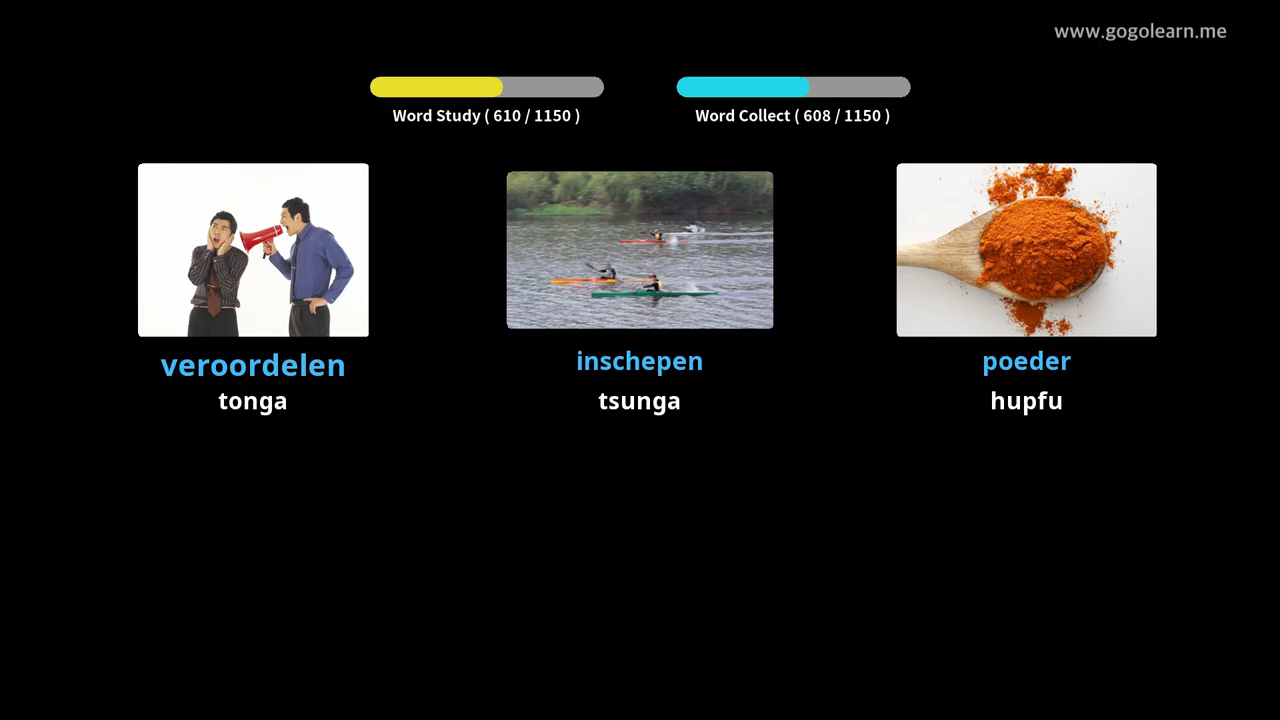 www.gogolearn.me
Word Study ( 610 / 1150 )
Word Collect ( 608 / 1150 )
veroordelen
inschepen
poeder
tonga
tsunga
hupfu